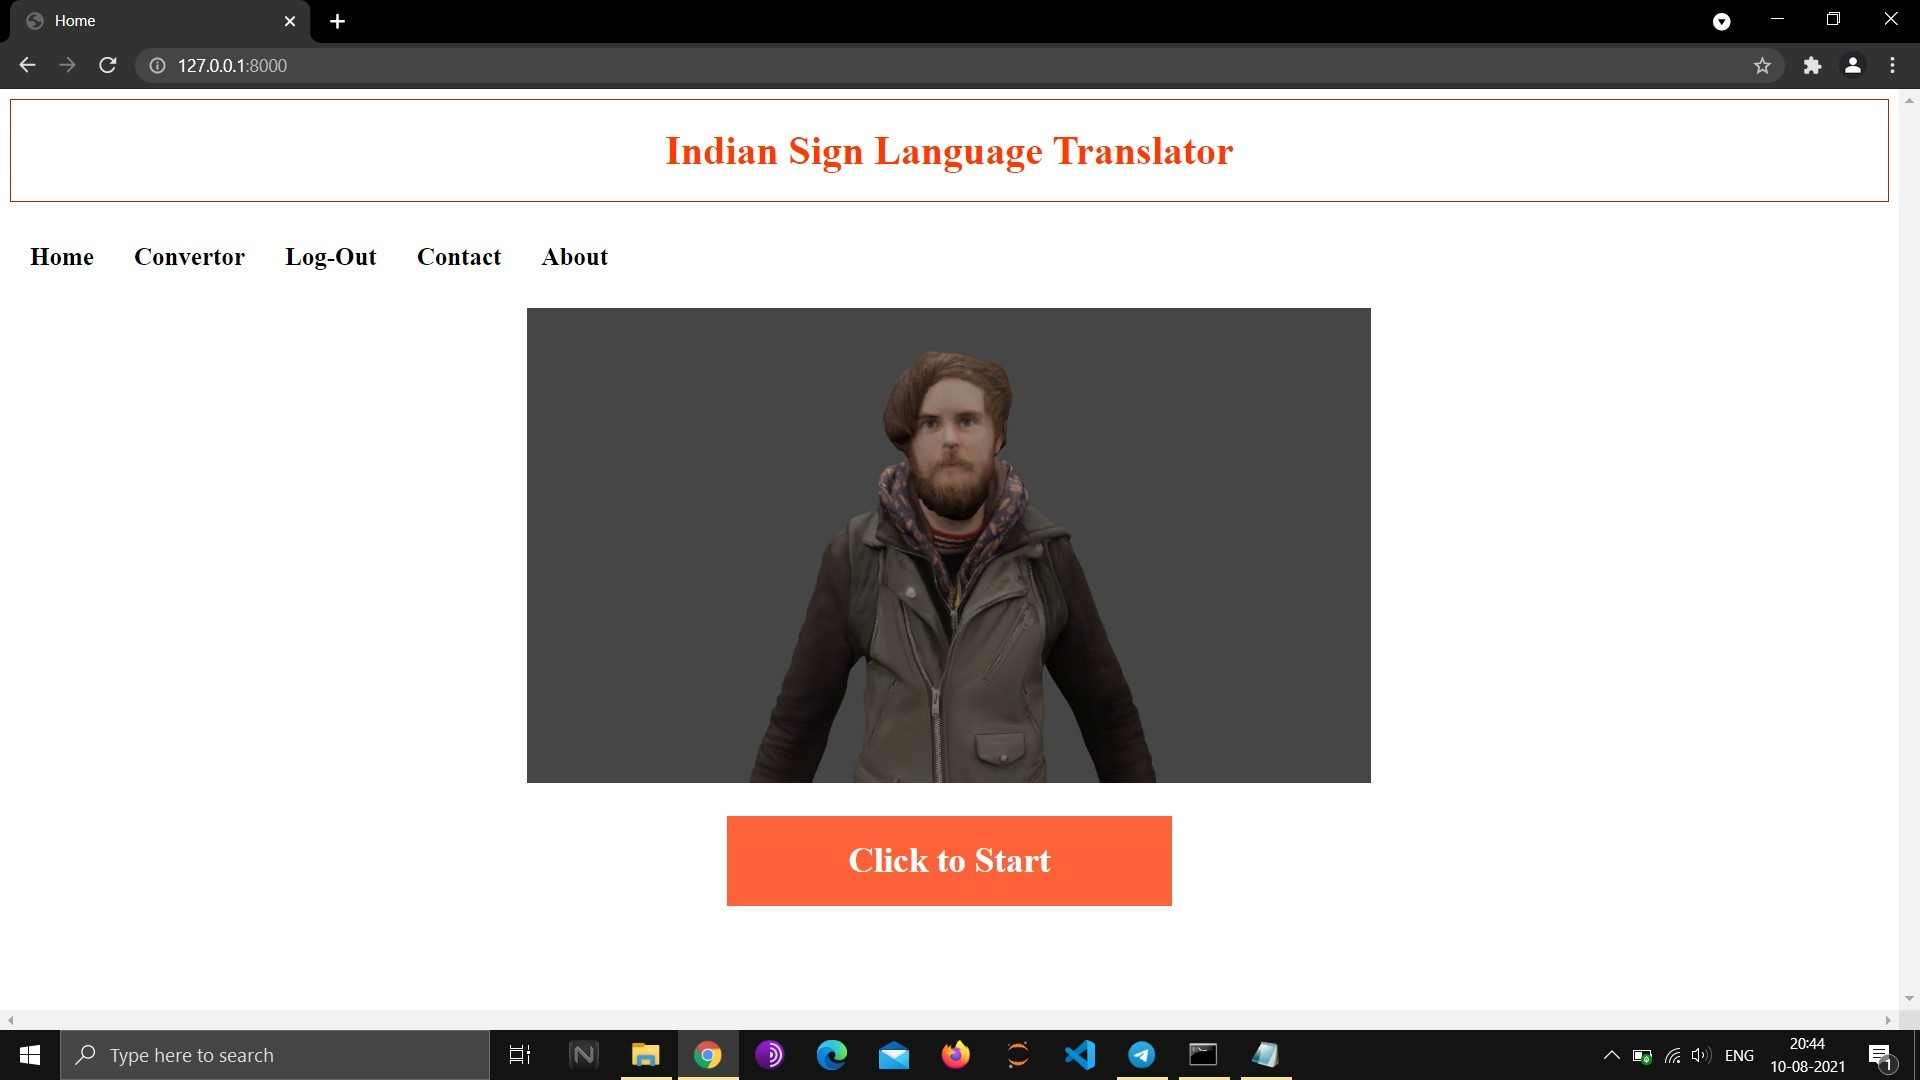 Home
127.0.0.1:8000
Indian Sign Language Translator
Home Convertor Log-Out Contact About
Click to Start
Type here to search
ENG
20:44
10-08-2021
1